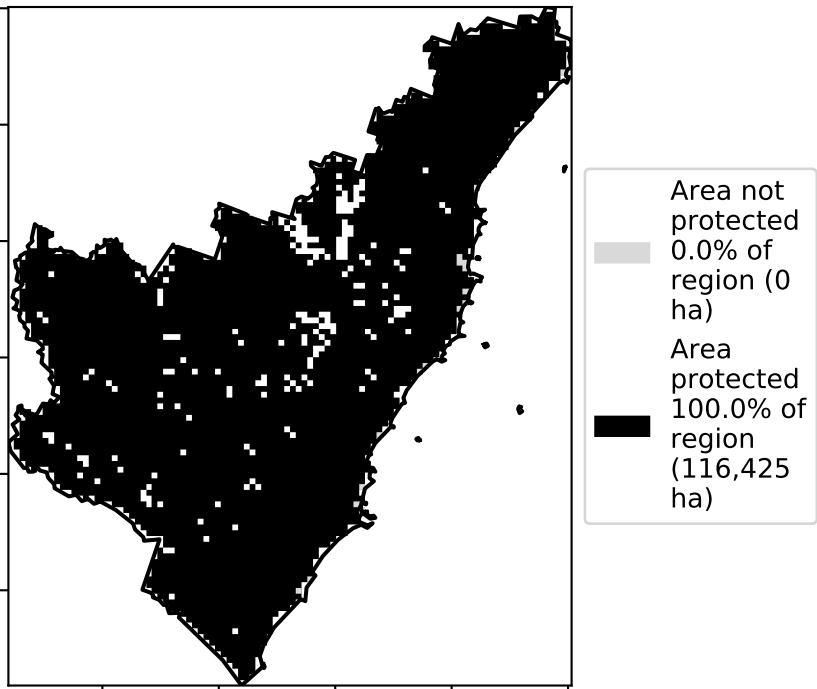 Area not
protected
0.0% of
region (0
ha)
Area
protected
100.0% of
region
(116,425
ha)